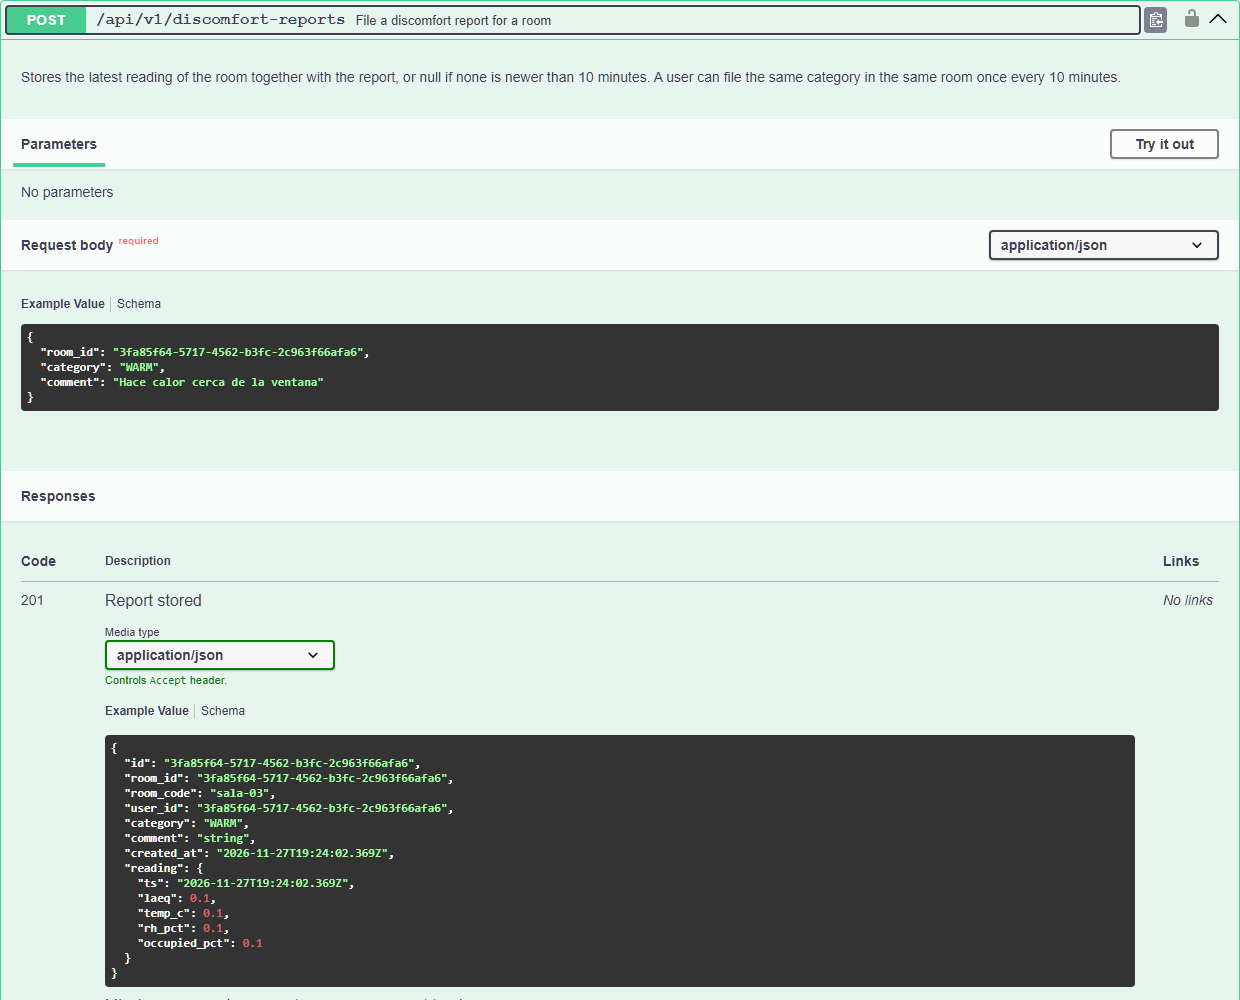 POST /api/v1/discomfort-reports File a discomfort report for a room
Stores the latest reading of the room together with the report, or null if none is newer than 10 minutes. A user can file the same category in the same room once every 10 minutes.
Parameters
Try it out
No parameters
Request body required
application/json
Example Value Schema
{
"room_id": "3fa85f64-5717-4562-b3fc-2c963f66afa6",
"category": "WARM",
"comment": "Hace calor cerca de la ventana"
}
Responses
Code Description Links
201 Report stored No links
Media type
application/json
Controls Accept header.
Example Value Schema
{
"id": "3fa85f64-5717-4562-b3fc-2c963f66afa6",
"room_id": "3fa85f64-5717-4562-b3fc-2c963f66afa6",
"room_code": "sala-03",
"user_id": "3fa85f64-5717-4562-b3fc-2c963f66afa6",
"category": "WARM",
"comment": "string",
"created_at": "2026-11-27T19:24:02.369Z",
"reading": {
"ts": "2026-11-27T19:24:02.369Z",
"laeq": 0.1,
"temp_c": 0.1,
"rh_pct": 0.1,
"occupied_pct": 0.1
}
}